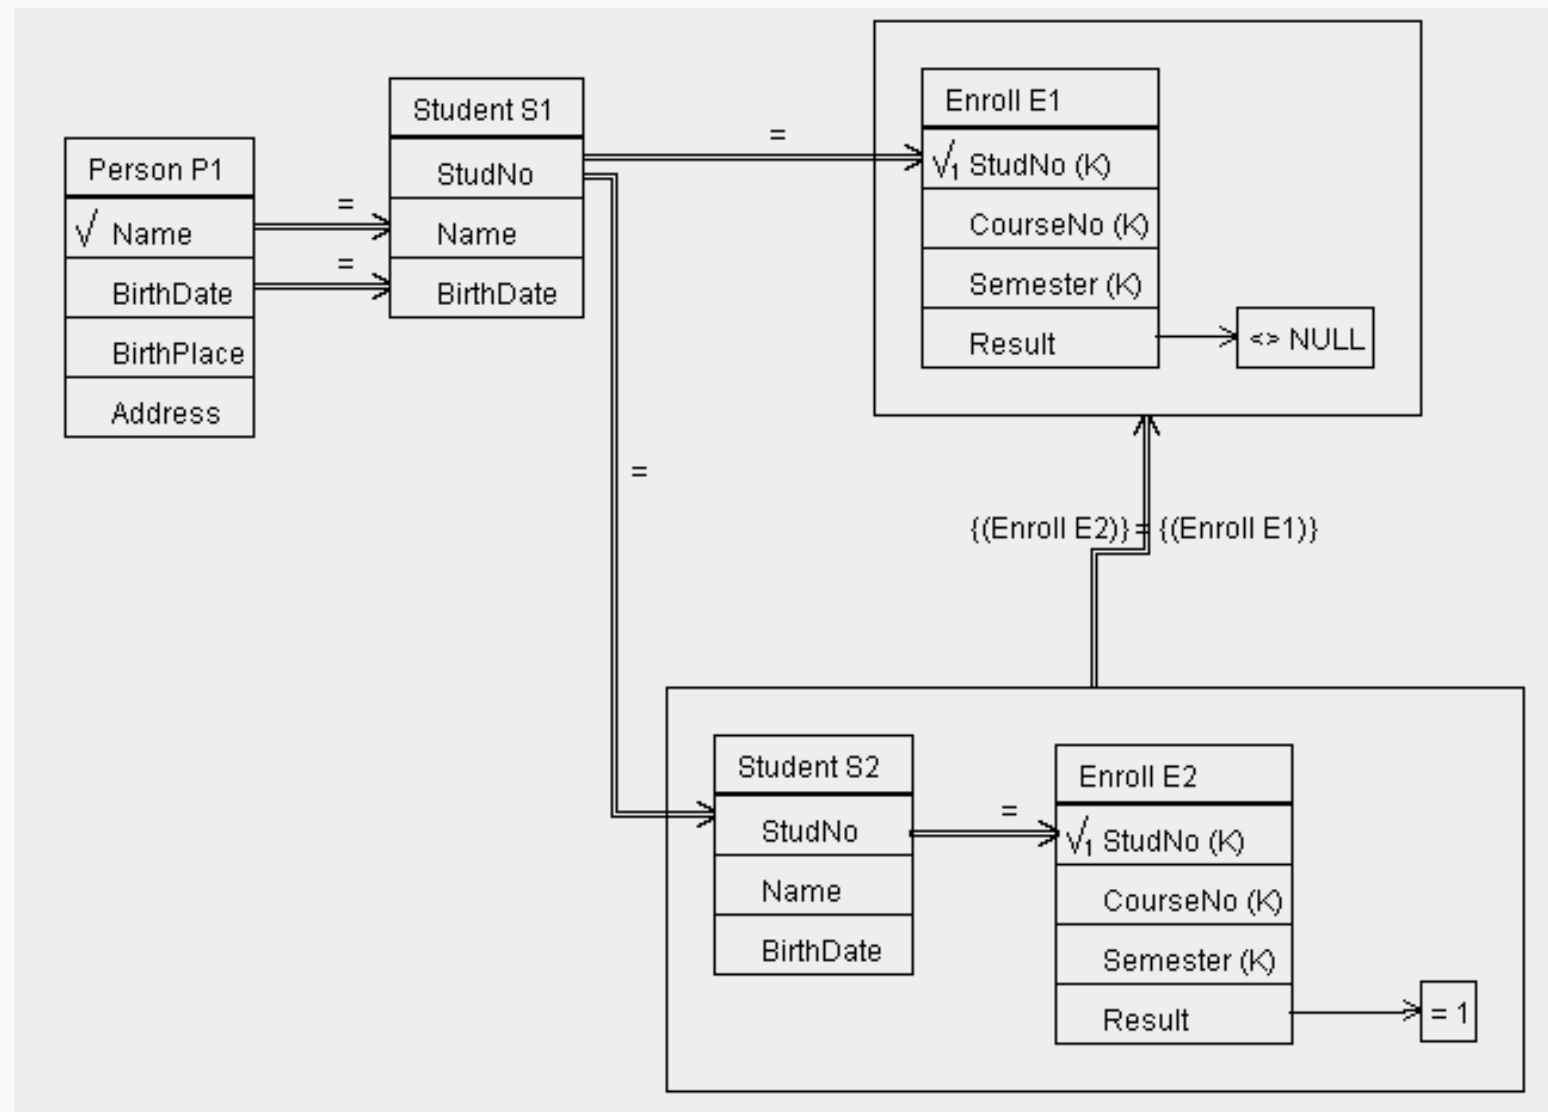 Person P1
√ Name
BirthDate
BirthPlace
Address
=
=
Student S1
StudNo
Name
BirthDate
=
=
Enroll E1
√1 StudNo (K)
CourseNo (K)
Semester (K)
Result
<> NULL
{(Enroll E2)} = {(Enroll E1)}
Student S2
StudNo
Name
BirthDate
=
Enroll E2
√1 StudNo (K)
CourseNo (K)
Semester (K)
Result
= 1